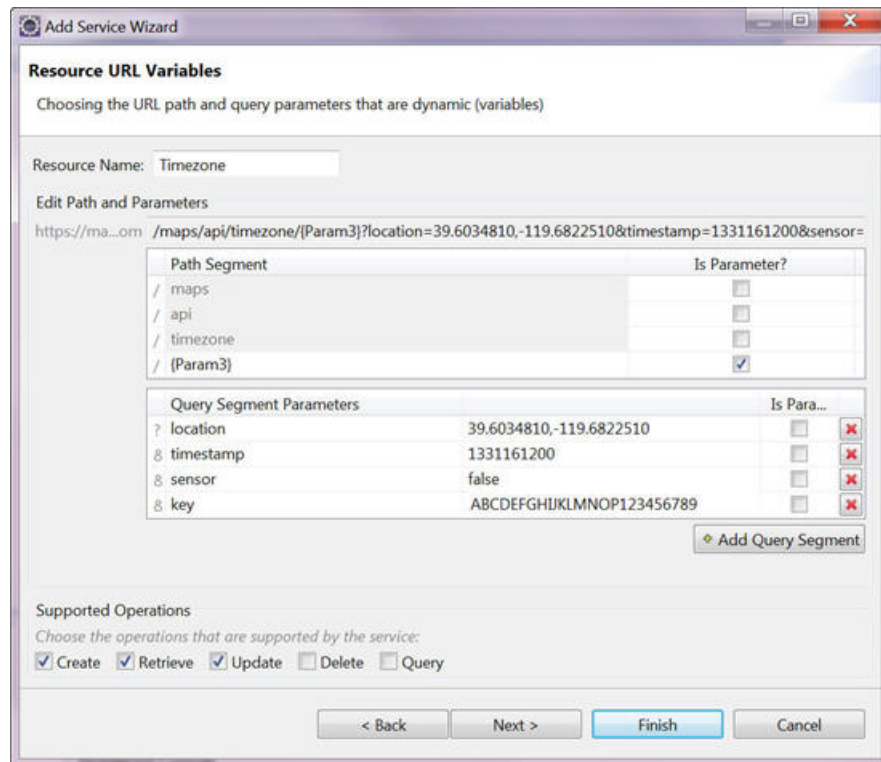 Add Service Wizard
Resource URL Variables
Choosing the URL path and query parameters that are dynamic (variables)
Resource Name: Timezone
Edit Path and Parameters
https://ma...om /maps/api/timezone/{Param3}?location=39.6034810,-119.6822510&timestamp=1331161200&sensor=
Path Segment Is Parameter?
/ maps
/ api
/ timezone
/ {Param3}
Query Segment Parameters Is Para...
? location 39.6034810,-119.6822510
& timestamp 1331161200
& sensor false
& key ABCDEFGHIJKLMNOP123456789
Add Query Segment
Supported Operations
Choose the operations that are supported by the service:
Create Retrieve Update Delete Query
< Back Next > Finish Cancel